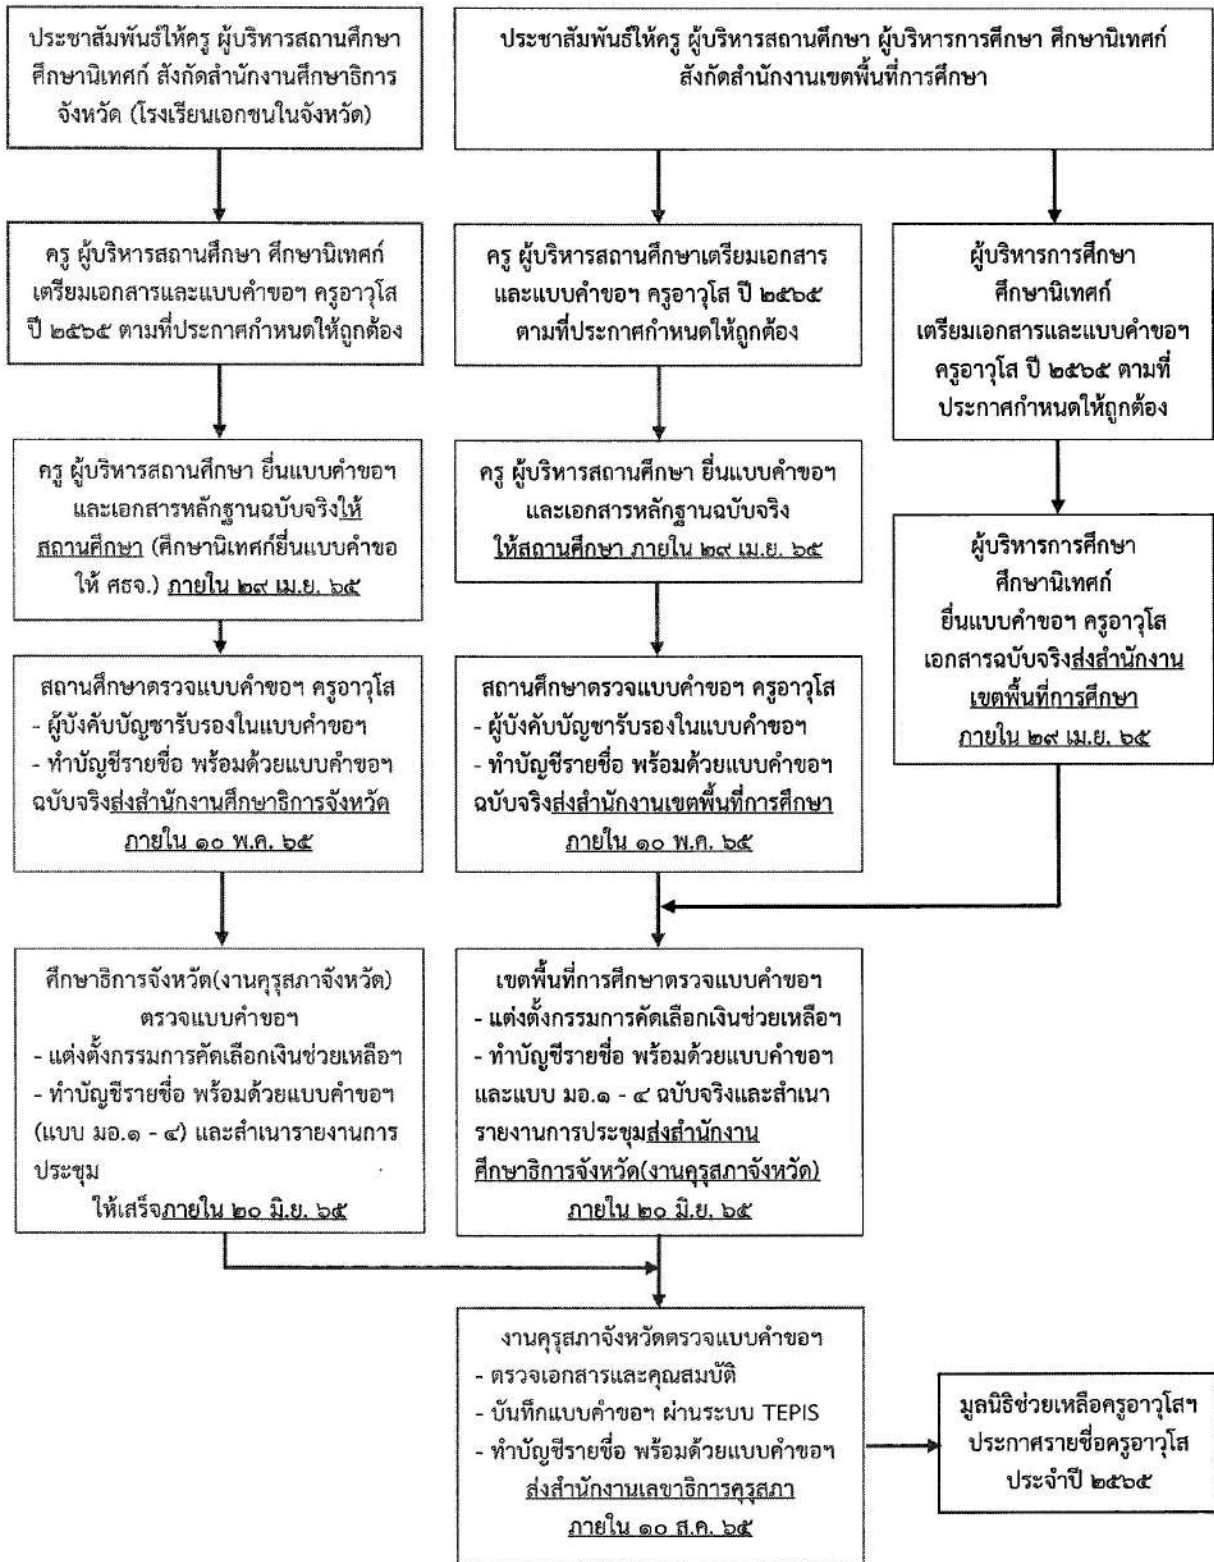 ประชาสัมพันธ์ให้ครู ผู้บริหารสถานศึกษา
ศึกษานิเทศก์ สังกัดสำนักงานศึกษาธิการ
จังหวัด (โรงเรียนเอกชนในจังหวัด)
ประชาสัมพันธ์ให้ครู ผู้บริหารสถานศึกษา ผู้บริหารการศึกษา ศึกษานิเทศก์
สังกัดสำนักงานเขตพื้นที่การศึกษา
ครู ผู้บริหารสถานศึกษา ศึกษานิเทศก์
เตรียมเอกสารและแบบคำขอฯ ครูอาวุโส
ปี ๒๕๖๕ ตามที่ประกาศกำหนดให้ถูกต้อง
ครู ผู้บริหารสถานศึกษาเตรียมเอกสาร
และแบบคำขอฯ ครูอาวุโส ปี ๒๕๖๕
ตามที่ประกาศกำหนดให้ถูกต้อง
ผู้บริหารการศึกษา
ศึกษานิเทศก์
เตรียมเอกสารและแบบคำขอฯ
ครูอาวุโส ปี ๒๕๖๕ ตามที่
ประกาศกำหนดให้ถูกต้อง
ครู ผู้บริหารสถานศึกษา ยื่นแบบคำขอฯ
และเอกสารหลักฐานฉบับจริงให้
สถานศึกษา (ศึกษานิเทศก์ยื่นแบบคำขอ
ให้ ศธจ.) ภายใน ๒๙ เม.ย. ๖๕
ครู ผู้บริหารสถานศึกษา ยื่นแบบคำขอฯ
และเอกสารหลักฐานฉบับจริง
ให้สถานศึกษา ภายใน ๒๙ เม.ย. ๖๕
ผู้บริหารการศึกษา
ศึกษานิเทศก์
ยื่นแบบคำขอฯ ครูอาวุโส
เอกสารฉบับจริงส่งสำนักงาน
เขตพื้นที่การศึกษา
ภายใน ๒๙ เม.ย. ๖๕
สถานศึกษาตรวจแบบคำขอฯ ครูอาวุโส
- ผู้บังคับบัญชารับรองในแบบคำขอฯ
- ทำบัญชีรายชื่อ พร้อมด้วยแบบคำขอฯ
ฉบับจริงส่งสำนักงานศึกษาธิการจังหวัด
ภายใน ๑๐ พ.ค. ๖๕
สถานศึกษาตรวจแบบคำขอฯ ครูอาวุโส
- ผู้บังคับบัญชารับรองในแบบคำขอฯ
- ทำบัญชีรายชื่อ พร้อมด้วยแบบคำขอฯ
ฉบับจริงส่งสำนักงานเขตพื้นที่การศึกษา
ภายใน ๑๐ พ.ค. ๖๕
ศึกษาธิการจังหวัด(งานคุรุสภาจังหวัด)
ตรวจแบบคำขอฯ
- แต่งตั้งกรรมการคัดเลือกเงินช่วยเหลือฯ
- ทำบัญชีรายชื่อ พร้อมด้วยแบบคำขอฯ
(แบบ มอ.๑ - ๔) และสำเนารายงานการ
ประชุม
ให้เสร็จภายใน ๒๐ มิ.ย. ๖๕
เขตพื้นที่การศึกษาตรวจแบบคำขอฯ
- แต่งตั้งกรรมการคัดเลือกเงินช่วยเหลือฯ
- ทำบัญชีรายชื่อ พร้อมด้วยแบบคำขอฯ
และแบบ มอ.๑ - ๔ ฉบับจริงและสำเนา
รายงานการประชุมส่งสำนักงาน
ศึกษาธิการจังหวัด(งานคุรุสภาจังหวัด)
ภายใน ๒๐ มิ.ย. ๖๕
งานคุรุสภาจังหวัดตรวจแบบคำขอฯ
- ตรวจเอกสารและคุณสมบัติ
- บันทึกแบบคำขอฯ ผ่านระบบ TEPIS
- ทำบัญชีรายชื่อ พร้อมด้วยแบบคำขอฯ
ส่งสำนักงานเลขาธิการคุรุสภา
ภายใน ๑๐ ส.ค. ๖๕
มูลนิธิช่วยเหลือครูอาวุโสฯ
ประกาศรายชื่อครูอาวุโส
ประจำปี ๒๕๖๕